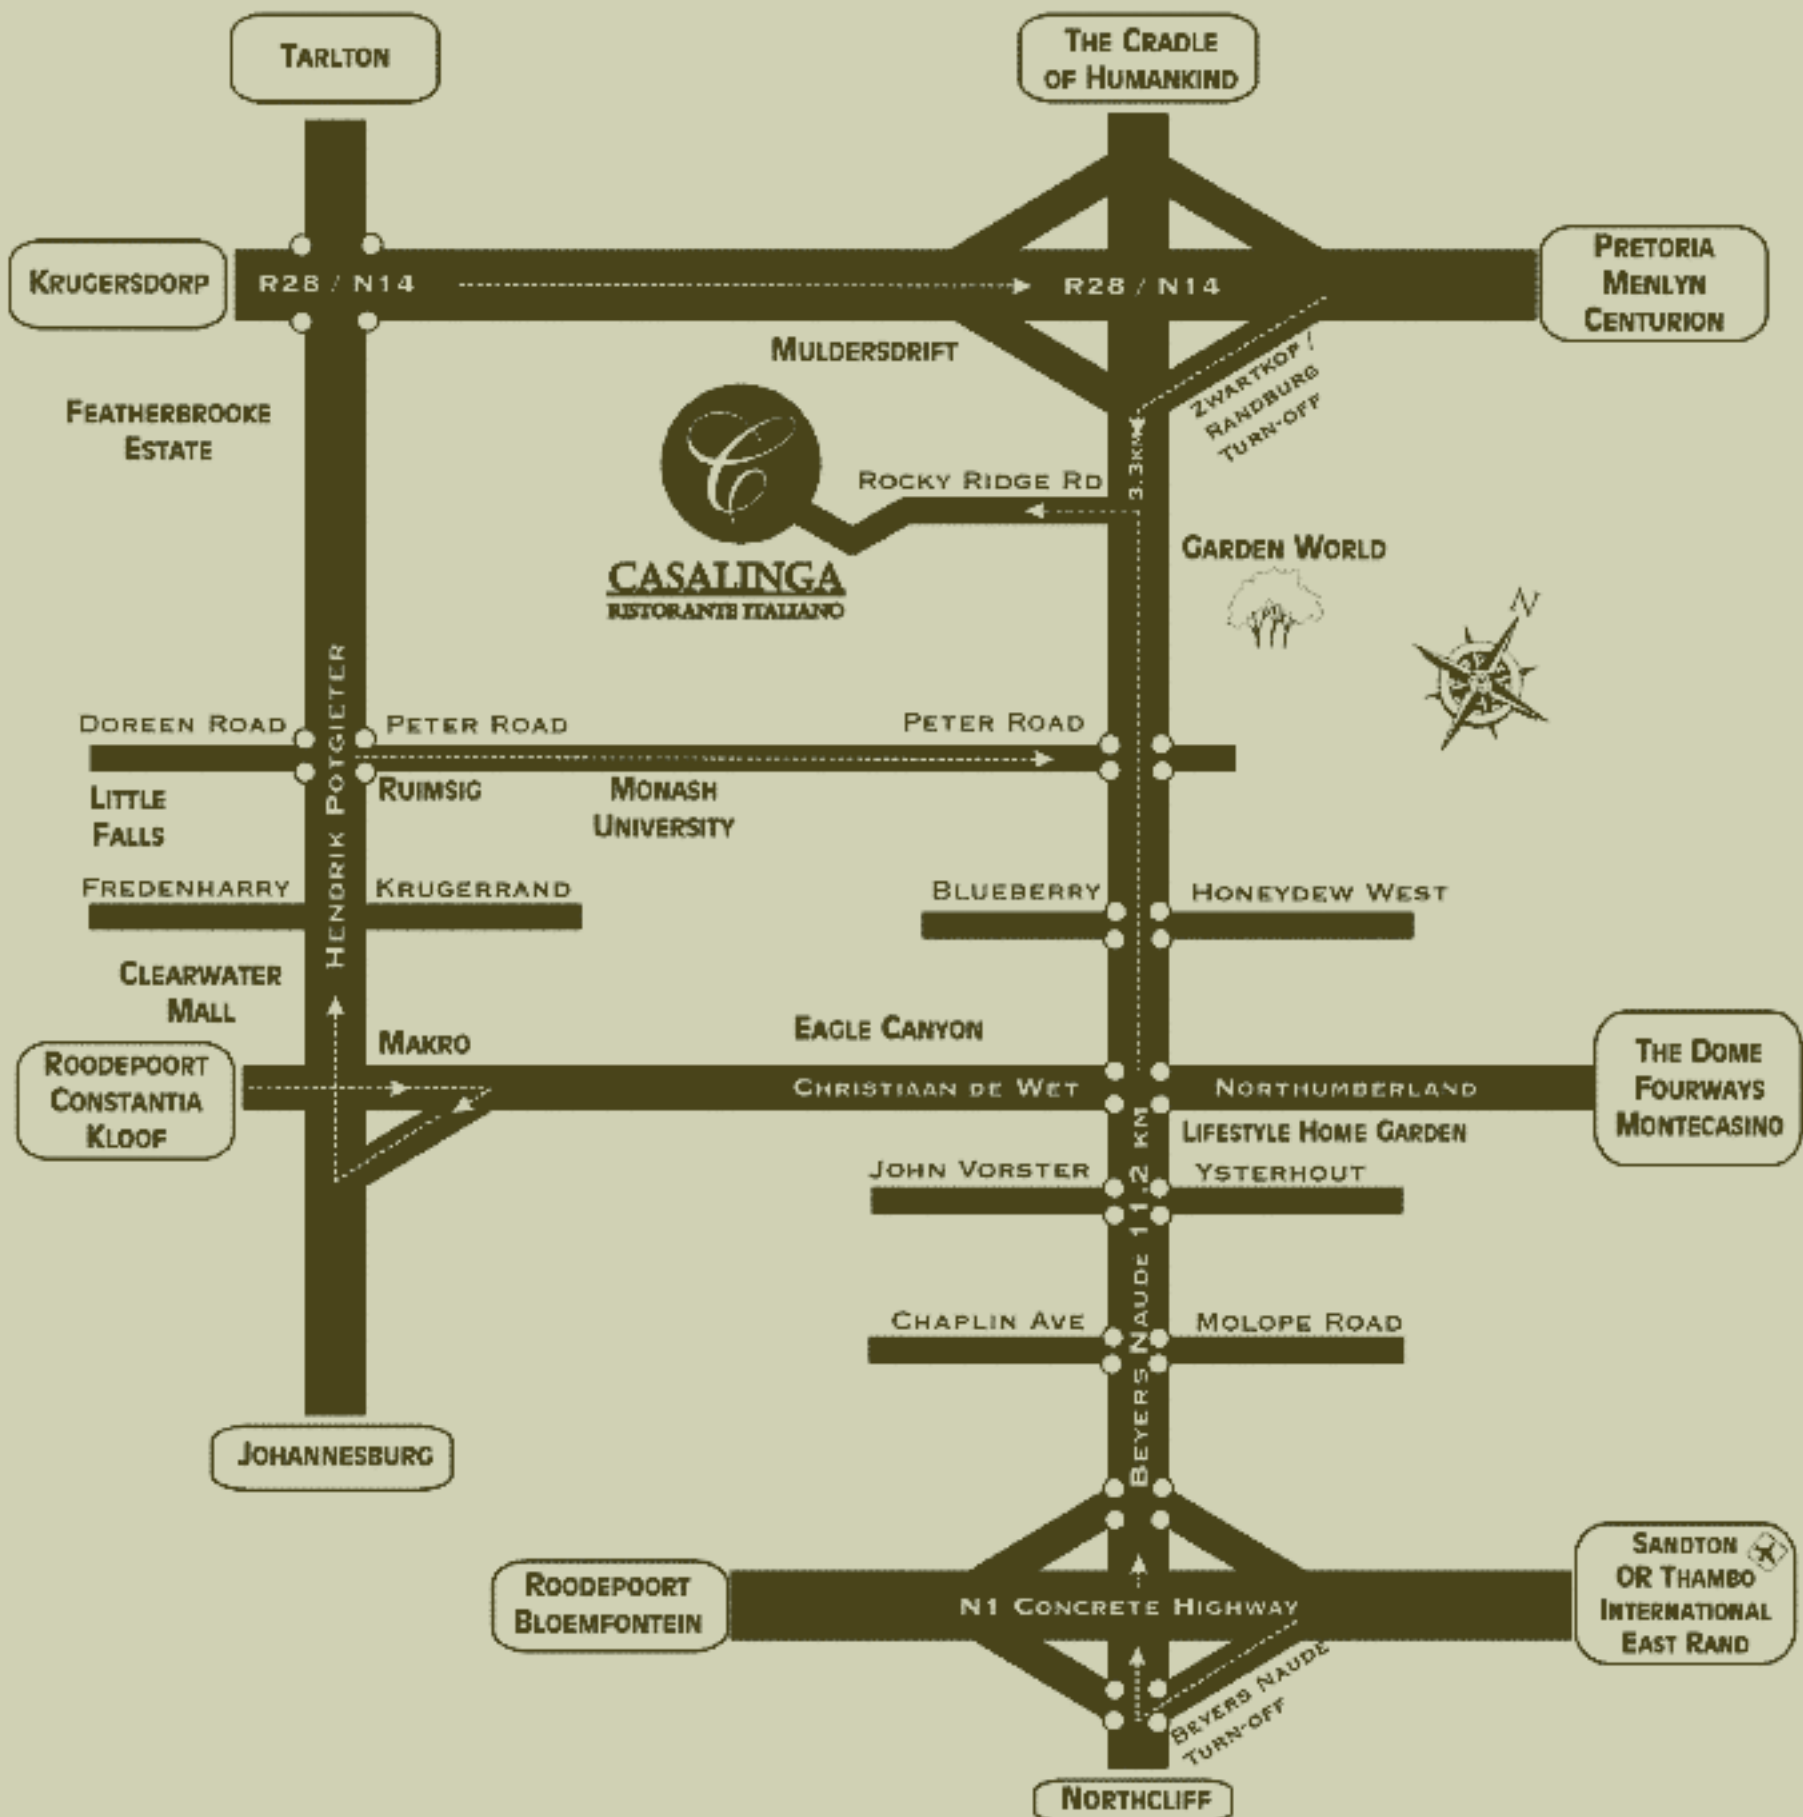 TARLTON
THE CRADLE
OF HUMANKIND
KRUGERSDORP
R28 / N14
R28 / N14
PRETORIA
MENLYN
CENTURION
MULDERSDRIFT
ZWARTKOP /
RANDBURG
TURN-OFF
FEATHERBROOKE
ESTATE
3.3KM
ROCKY RIDGE RD
GARDEN WORLD
CASALINGA
RISTORANTE ITALIANO
N
DOREEN ROAD
PETER ROAD
PETER ROAD
HENDRIK POTGIETER
LITTLE
FALLS
RUIMSIG
MONASH
UNIVERSITY
FREDENHARRY
KRUGERRAND
BLUEBERRY
HONEYDEW WEST
CLEARWATER
MALL
MAKRO
EAGLE CANYON
ROODEPOORT
CONSTANTIA
KLOOF
CHRISTIAAN DE WET
NORTHUMBERLAND
THE DOME
FOURWAYS
MONTECASINO
LIFESTYLE HOME GARDEN
JOHN VORSTER
YSTERHOUT
BEYERS NAUDE 11.2 KM
CHAPLIN AVE
MOLOPE ROAD
JOHANNESBURG
ROODEPOORT
BLOEMFONTEIN
N1 CONCRETE HIGHWAY
SANDTON
OR THAMBO
INTERNATIONAL
EAST RAND
BEYERS NAUDE
TURN-OFF
NORTHCLIFF